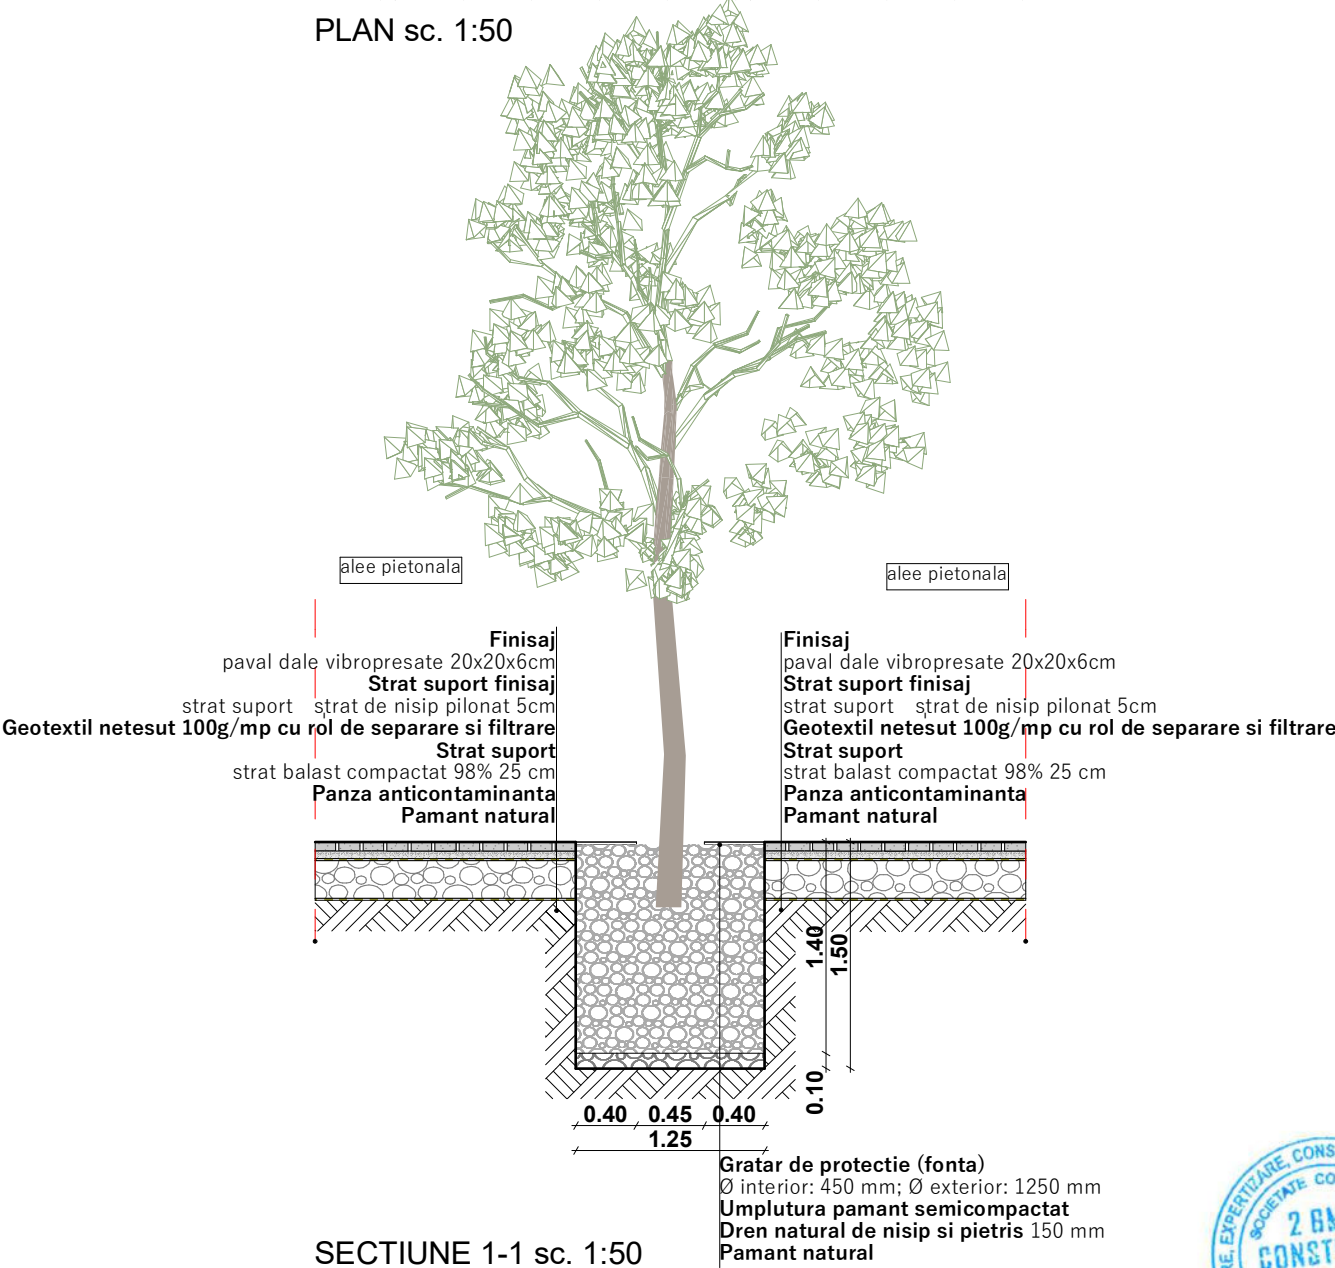 PLAN sc. 1:50
alee pietonala
alee pietonala
Finisaj
paval dale vibropresate 20x20x6cm
Strat suport finisaj
strat suport strat de nisip pilonat 5cm
Geotextil netesut 100g/mp cu rol de separare si filtrare
Strat suport
strat balast compactat 98% 25 cm
Panza anticontaminanta
Pamant natural
Finisaj
paval dale vibropresate 20x20x6cm
Strat suport finisaj
strat suport strat de nisip pilonat 5cm
Geotextil netesut 100g/mp cu rol de separare si filtrare
Strat suport
strat balast compactat 98% 25 cm
Panza anticontaminanta
Pamant natural
1.40
1.50
0.10
0.40 0.45 0.40
1.25
Gratar de protectie (fonta)
Ø interior: 450 mm; Ø exterior: 1250 mm
Umplutura pamant semicompactat
Dren natural de nisip si pietris 150 mm
Pamant natural
SECTIUNE 1-1 sc. 1:50
EXPERTIZARE, CONS
SOCIETATE CO
2
CONST